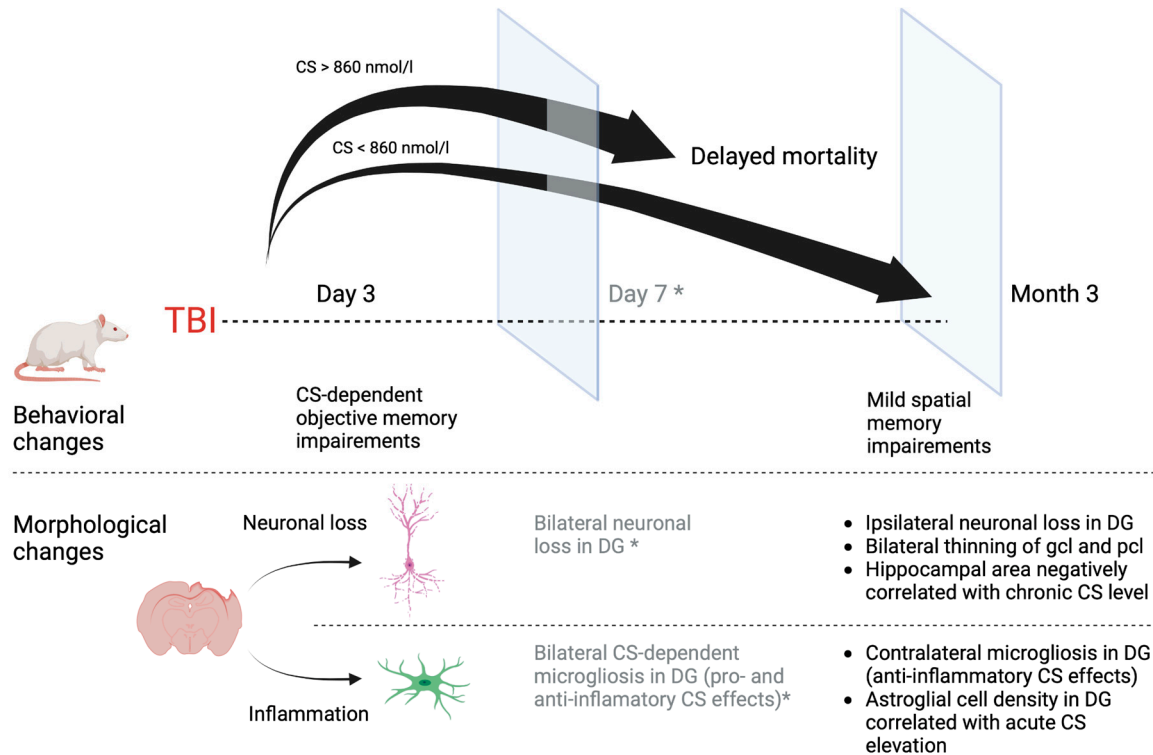 CS > 860 nmol/l
CS < 860 nmol/l
Delayed mortality
Day 3
Day 7 *
Month 3
TBI
Behavioral
changes
CS-dependent
objective memory
impairements
Mild spatial
memory
impairements
Morphological
changes
Neuronal loss
Bilateral neuronal
loss in DG *
• Ipsilateral neuronal loss in DG
• Bilateral thinning of gcl and pcl
• Hippocampal area negatively
correlated with chronic CS level
Inflammation
Bilateral CS-dependent
microgliosis in DG (pro- and
anti-inflamatory CS effects)*
• Contralateral microgliosis in DG
(anti-inflammatory CS effects)
• Astroglial cell density in DG
correlated with acute CS
elevation